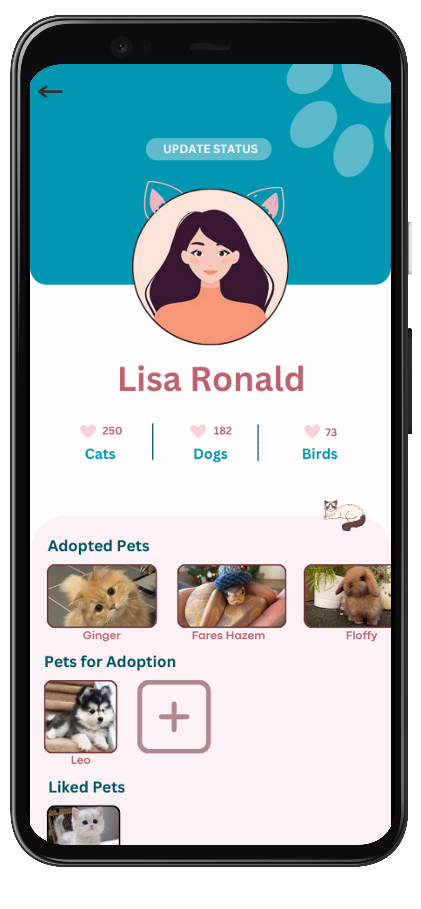 UPDATE STATUS
Lisa Ronald
250 182 73
Cats Dogs Birds
Adopted Pets
Ginger Fares Hazem Floffy
Pets for Adoption
Leo
Liked Pets